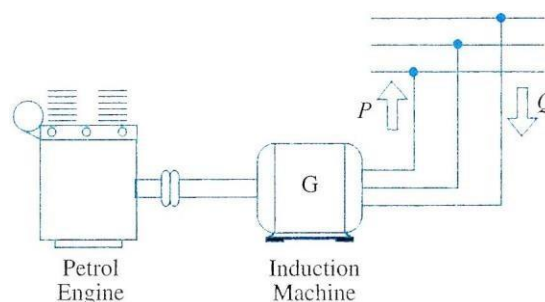 P
Q
G
Petrol
Engine
Induction
Machine